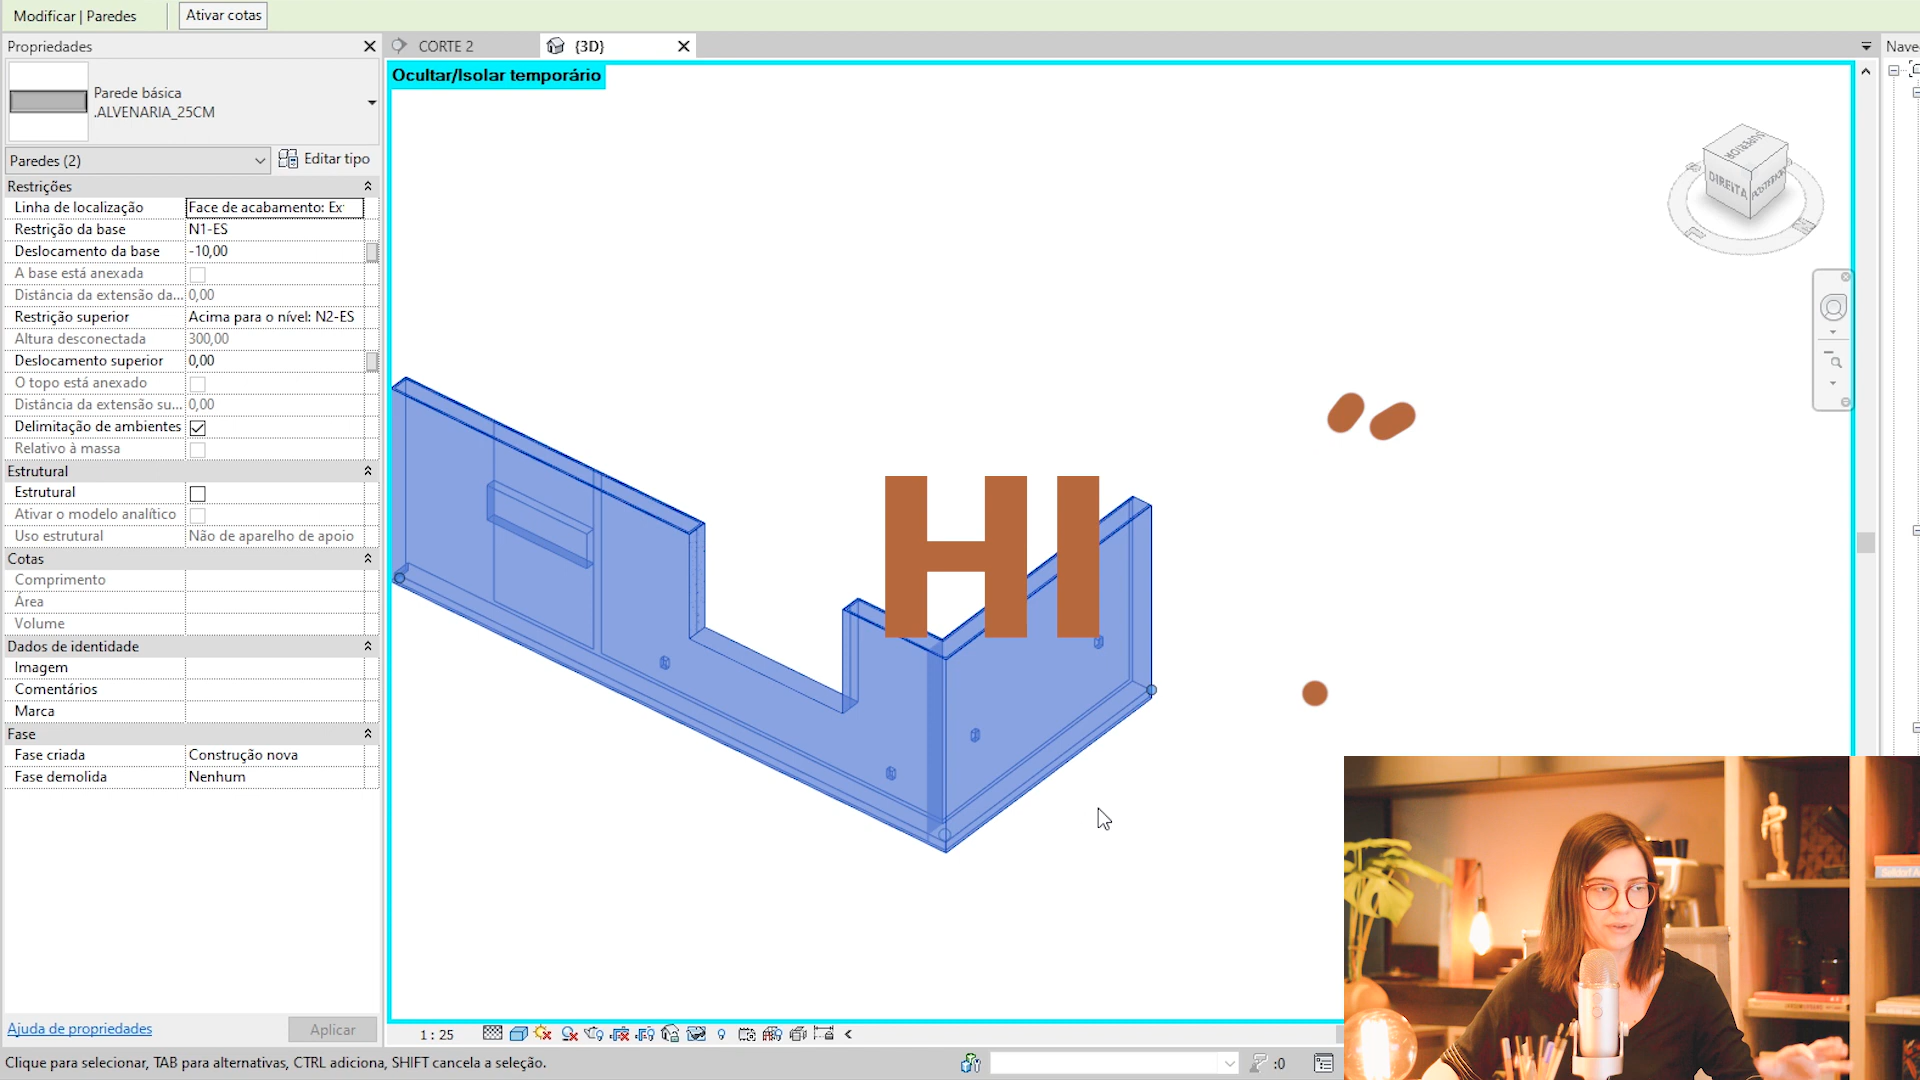 Modificar | Paredes
Ativar cotas
Propriedades
CORTE 2
{3D}
Ocultar/Isolar temporário
Parede básica
.ALVENARIA_25CM
Paredes (2)
Editar tipo
Restrições
Linha de localização
Face de acabamento: Ex
Restrição da base
N1-ES
Deslocamento da base
-10,00
A base está anexada
Distância da extensão da...
0,00
Restrição superior
Acima para o nível: N2-ES
Altura desconectada
300,00
Deslocamento superior
0,00
O topo está anexado
Distância da extensão su...
0,00
Delimitação de ambientes
Relativo à massa
Estrutural
Estrutural
Ativar o modelo analítico
Uso estrutural
Não de aparelho de apoio
Cotas
Comprimento
Área
Volume
Dados de identidade
Imagem
Comentários
Marca
Fase
Fase criada
Construção nova
Fase demolida
Nenhum
Ajuda de propriedades
Aplicar
SUPERIOR
DIREITA
POSTERIOR
HI
1 : 25
Clique para selecionar, TAB para alternativas, CTRL adiciona, SHIFT cancela a seleção.
:0
Nave